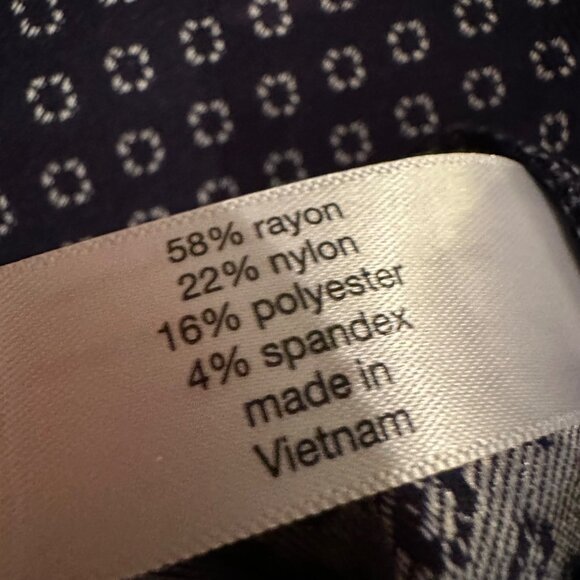 58% rayon
22% nylon
16% polyester
4% spandex
made in
Vietnam